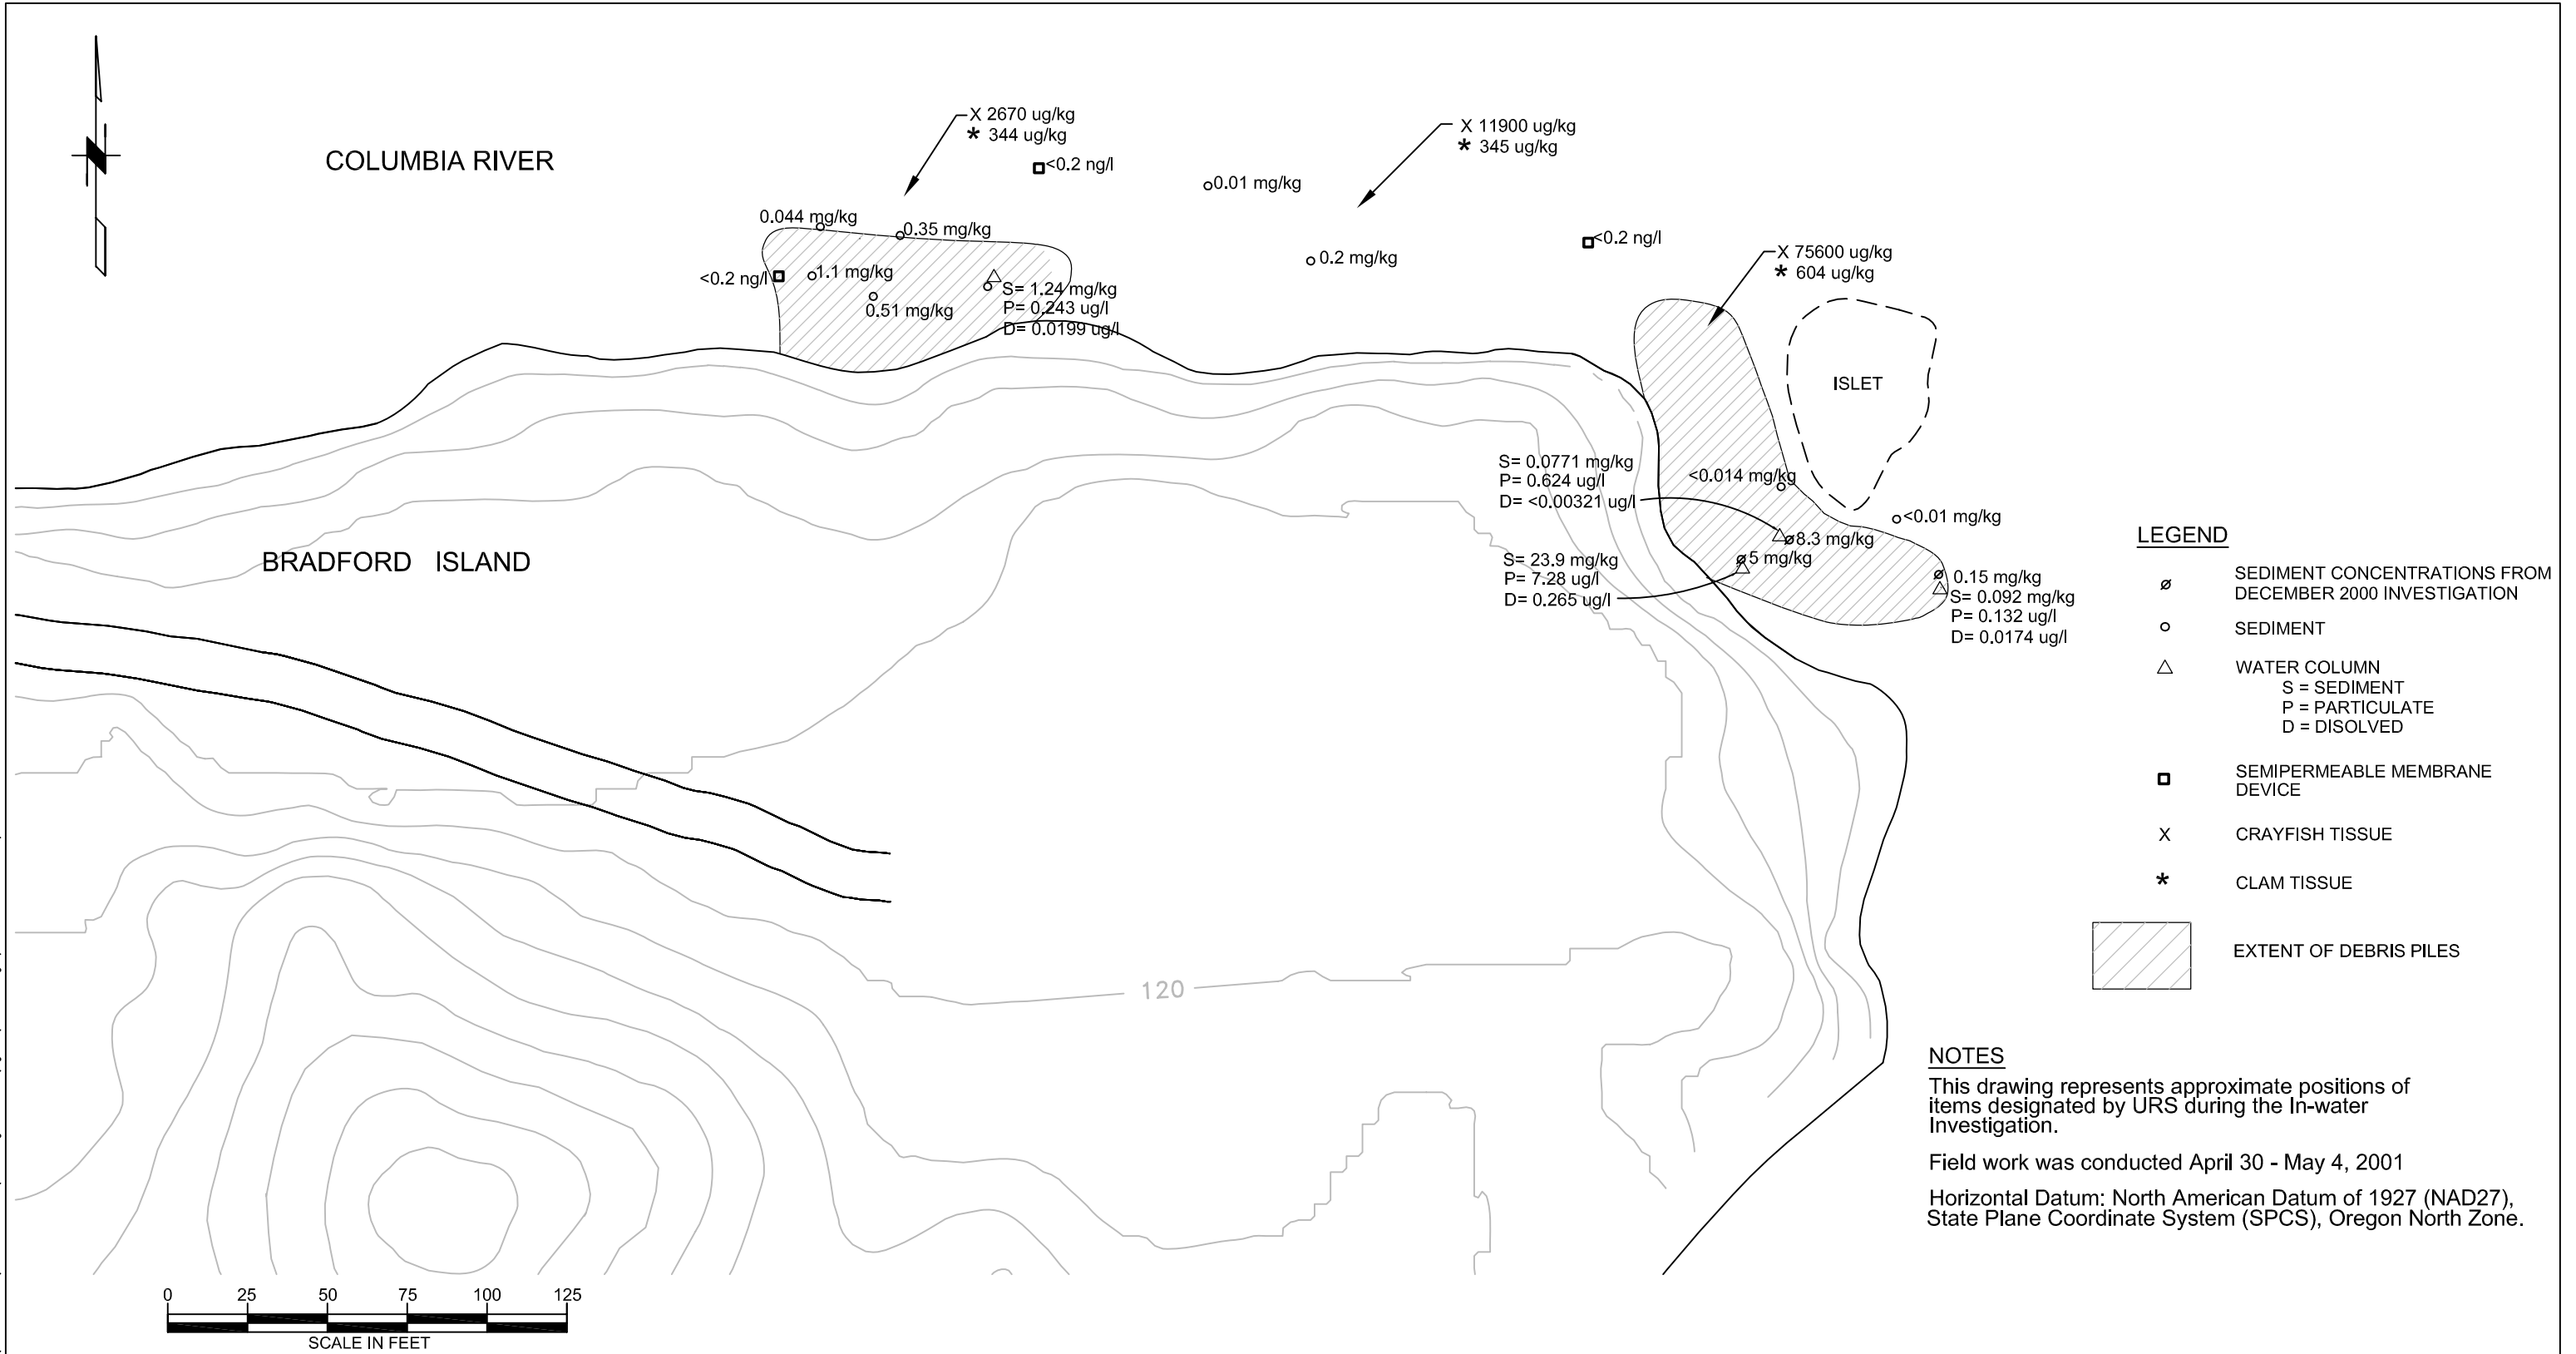 X 2670 ug/kg
* 344 ug/kg
X 11900 ug/kg
* 345 ug/kg
COLUMBIA RIVER
<0.2 ng/l
0.01 mg/kg
0.044 mg/kg
0.35 mg/kg
<0.2 ng/l
X 75600 ug/kg
* 604 ug/kg
0.2 mg/kg
<0.2 ng/l
1.1 mg/kg
S= 1.24 mg/kg
P= 0.243 ug/l
D= 0.0199 ug/l
0.51 mg/kg
ISLET
S= 0.0771 mg/kg
P= 0.624 ug/l
D= <0.00321 ug/l
<0.014 mg/kg
<0.01 mg/kg
8.3 mg/kg
5 mg/kg
S= 23.9 mg/kg
P= 7.28 ug/l
D= 0.265 ug/l
0.15 mg/kg
S= 0.092 mg/kg
P= 0.132 ug/l
D= 0.0174 ug/l
BRADFORD ISLAND
120
LEGEND
SEDIMENT CONCENTRATIONS FROM
DECEMBER 2000 INVESTIGATION
SEDIMENT
WATER COLUMN
S = SEDIMENT
P = PARTICULATE
D = DISOLVED
SEMIPERMEABLE MEMBRANE
DEVICE
X CRAYFISH TISSUE
* CLAM TISSUE
EXTENT OF DEBRIS PILES
NOTES
This drawing represents approximate positions of
items designated by URS during the In-water
Investigation.
Field work was conducted April 30 - May 4, 2001
Horizontal Datum: North American Datum of 1927 (NAD27),
State Plane Coordinate System (SPCS), Oregon North Zone.
0 25 50 75 100 125
SCALE IN FEET